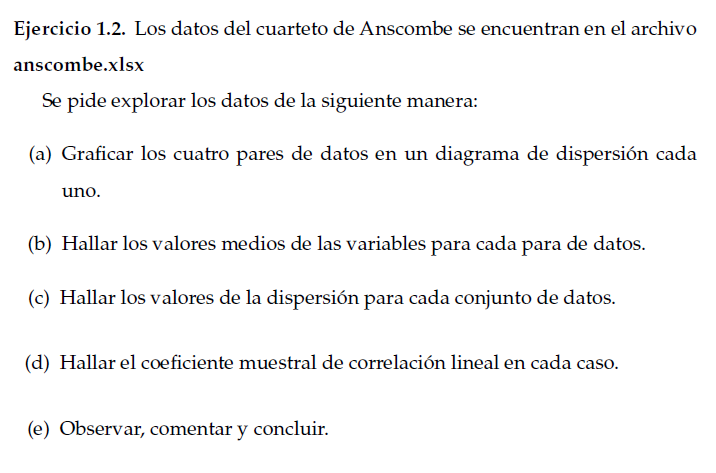 Ejercicio 1.2. Los datos del cuarteto de Anscombe se encuentran en el archivo
anscombe.xlsx
Se pide explorar los datos de la siguiente manera:
(a) Graficar los cuatro pares de datos en un diagrama de dispersión cada
uno.
(b) Hallar los valores medios de las variables para cada para de datos.
(c) Hallar los valores de la dispersión para cada conjunto de datos.
(d) Hallar el coeficiente muestral de correlación lineal en cada caso.
(e) Observar, comentar y concluir.